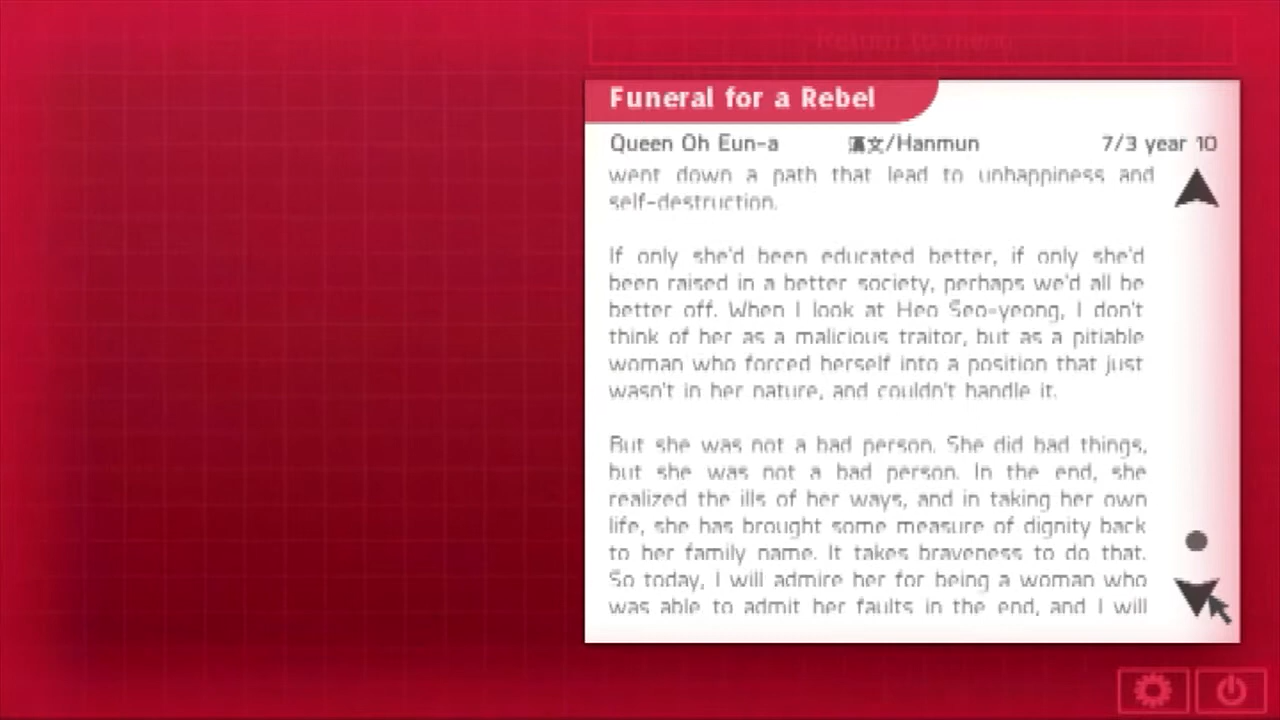 Return to menu
Funeral for a Rebel
Queen Oh Eun-a 漢文/Hanmun 7/3 year 10
went down a path that lead to unhappiness and
self-destruction.
If only she'd been educated better, if only she'd
been raised in a better society, perhaps we'd all be
better off. When I look at Heo Seo-yeong, I don't
think of her as a malicious traitor, but as a pitiable
woman who forced herself into a position that just
wasn't in her nature, and couldn't handle it.
But she was not a bad person. She did bad things,
but she was not a bad person. In the end, she
realized the ills of her ways, and in taking her own
life, she has brought some measure of dignity back
to her family name. It takes braveness to do that.
So today, I will admire her for being a woman who
was able to admit her faults in the end, and I will